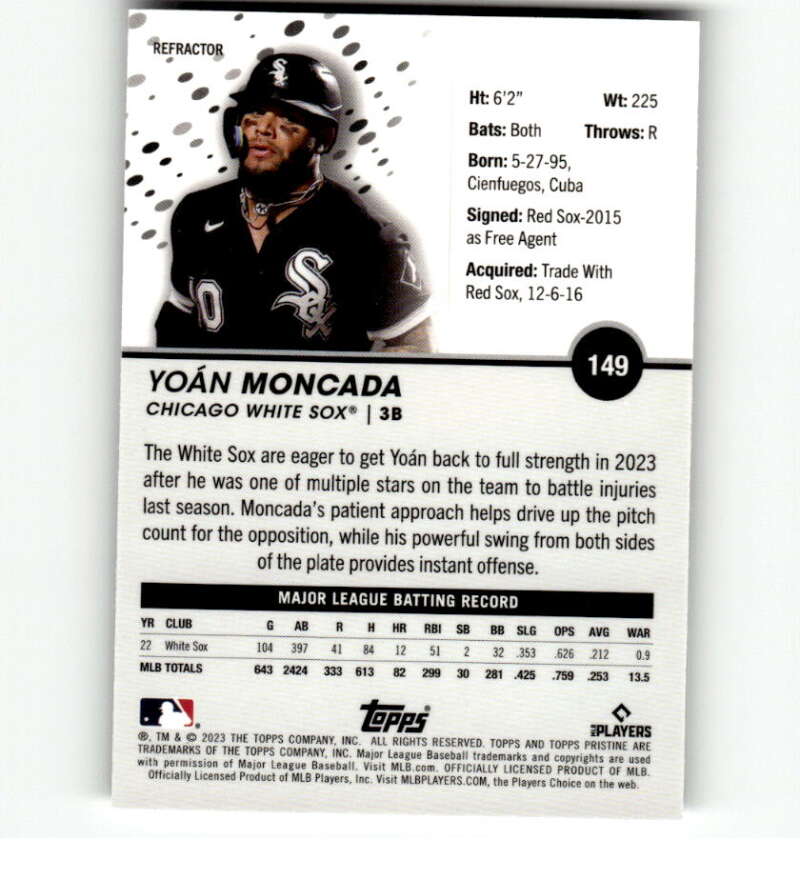 REFRACTOR
Sox
Ht: 6'2" Wt: 225
Bats: Both Throws: R
Born: 5-27-95,
Cienfuegos, Cuba
Signed: Red Sox-2015
as Free Agent
Acquired: Trade With
Red Sox, 12-6-16
10
Sox
149
YOÁN MONCADA
CHICAGO WHITE SOX® | 3B
The White Sox are eager to get Yoán back to full strength in 2023
after he was one of multiple stars on the team to battle injuries
last season. Moncada's patient approach helps drive up the pitch
count for the opposition, while his powerful swing from both sides
of the plate provides instant offense.
MAJOR LEAGUE BATTING RECORD
YR CLUB G AB R H HR RBI SB BB SLG OPS AVG WAR
22 White Sox 104 397 41 84 12 51 2 32 .353 .626 .212 0.9
MLB TOTALS 643 2424 333 613 82 299 30 281 .425 .759 .253 13.5
Topps®
MLB PLAYERS
®, TM & © 2023 THE TOPPS COMPANY, INC. ALL RIGHTS RESERVED. TOPPS AND TOPPS PRISTINE ARE
TRADEMARKS OF THE TOPPS COMPANY, INC. Major League Baseball trademarks and copyrights are used
with permission of Major League Baseball. Visit MLB.com. OFFICIALLY LICENSED PRODUCT OF MLB.
Officially Licensed Product of MLB Players, Inc. Visit MLBPLAYERS.COM, the Players Choice on the web.